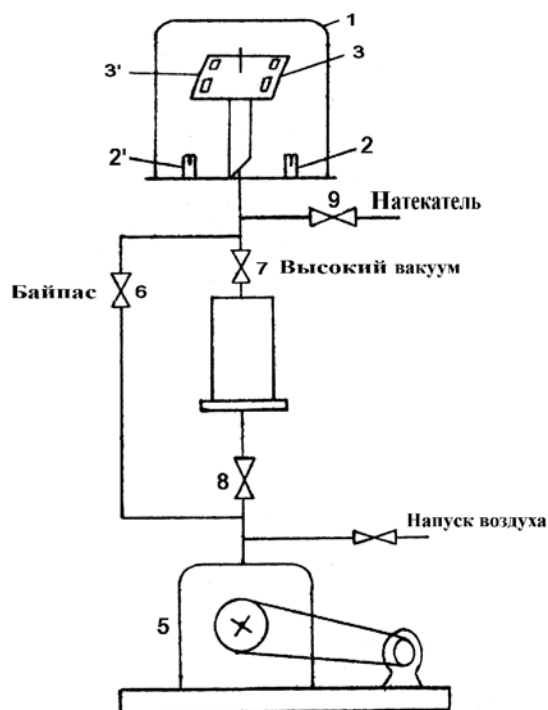 1
3' 3
2' 2
9 Натекатель
7 Высокий вакуум
Байпас 6
8
Напуск воздуха
5